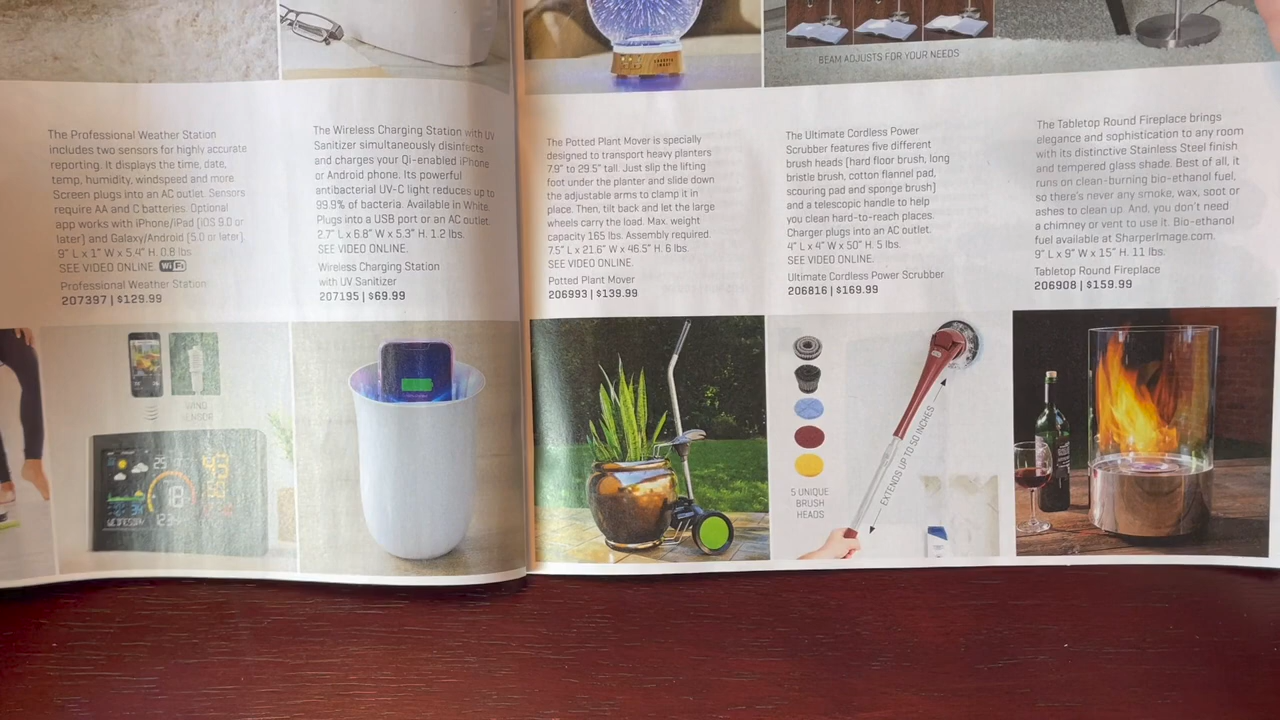 BEAM ADJUSTS FOR YOUR NEEDS
The Professional Weather Station
includes two sensors for highly accurate
reporting. It displays the time, date,
temp, humidity, windspeed and more.
Screen plugs into an AC outlet. Sensors
require AA and C batteries. Optional
app works with iPhone/iPad [iOS 9.0 or
later] and Galaxy/Android [5.0 or later].
9" L x 1" W x 5.4" H. 0.8 lbs.
SEE VIDEO ONLINE. WiFi
Professional Weather Station
207397 | $129.99
The Wireless Charging Station with UV
Sanitizer simultaneously disinfects
and charges your Qi-enabled iPhone
or Android phone. Its powerful
antibacterial UV-C light reduces up to
99.9% of bacteria. Available in White.
Plugs into a USB port or an AC outlet.
2.7" L x 6.8" W x 5.3" H. 1.2 lbs.
SEE VIDEO ONLINE.
Wireless Charging Station
with UV Sanitizer
207195 | $69.99
The Potted Plant Mover is specially
designed to transport heavy planters
7.9" to 29.5" tall. Just slip the lifting
foot under the planter and slide down
the adjustable arms to clamp it in
place. Then, tilt back and let the large
wheels carry the load. Max. weight
capacity 165 lbs. Assembly required.
7.5" L x 21.6" W x 46.5" H. 6 lbs.
SEE VIDEO ONLINE.
Potted Plant Mover
206993 | $139.99
The Ultimate Cordless Power
Scrubber features five different
brush heads [hard floor brush, long
bristle brush, cotton flannel pad,
scouring pad and sponge brush]
and a telescopic handle to help
you clean hard-to-reach places.
Charger plugs into an AC outlet.
4" L x 4" W x 50" H. 5 lbs.
SEE VIDEO ONLINE.
Ultimate Cordless Power Scrubber
206816 | $169.99
The Tabletop Round Fireplace brings
elegance and sophistication to any room
with its distinctive Stainless Steel finish
and tempered glass shade. Best of all, it
runs on clean-burning bio-ethanol fuel,
so there's never any smoke, wax, soot or
ashes to clean up. And, you don't need
a chimney or vent to use it. Bio-ethanol
fuel available at SharperImage.com.
9" L x 9" W x 15" H. 11 lbs.
Tabletop Round Fireplace
206908 | $159.99
WIND
SENSOR
WEDNESDAY
18
5 UNIQUE
BRUSH
HEADS
EXTENDS UP TO 50 INCHES